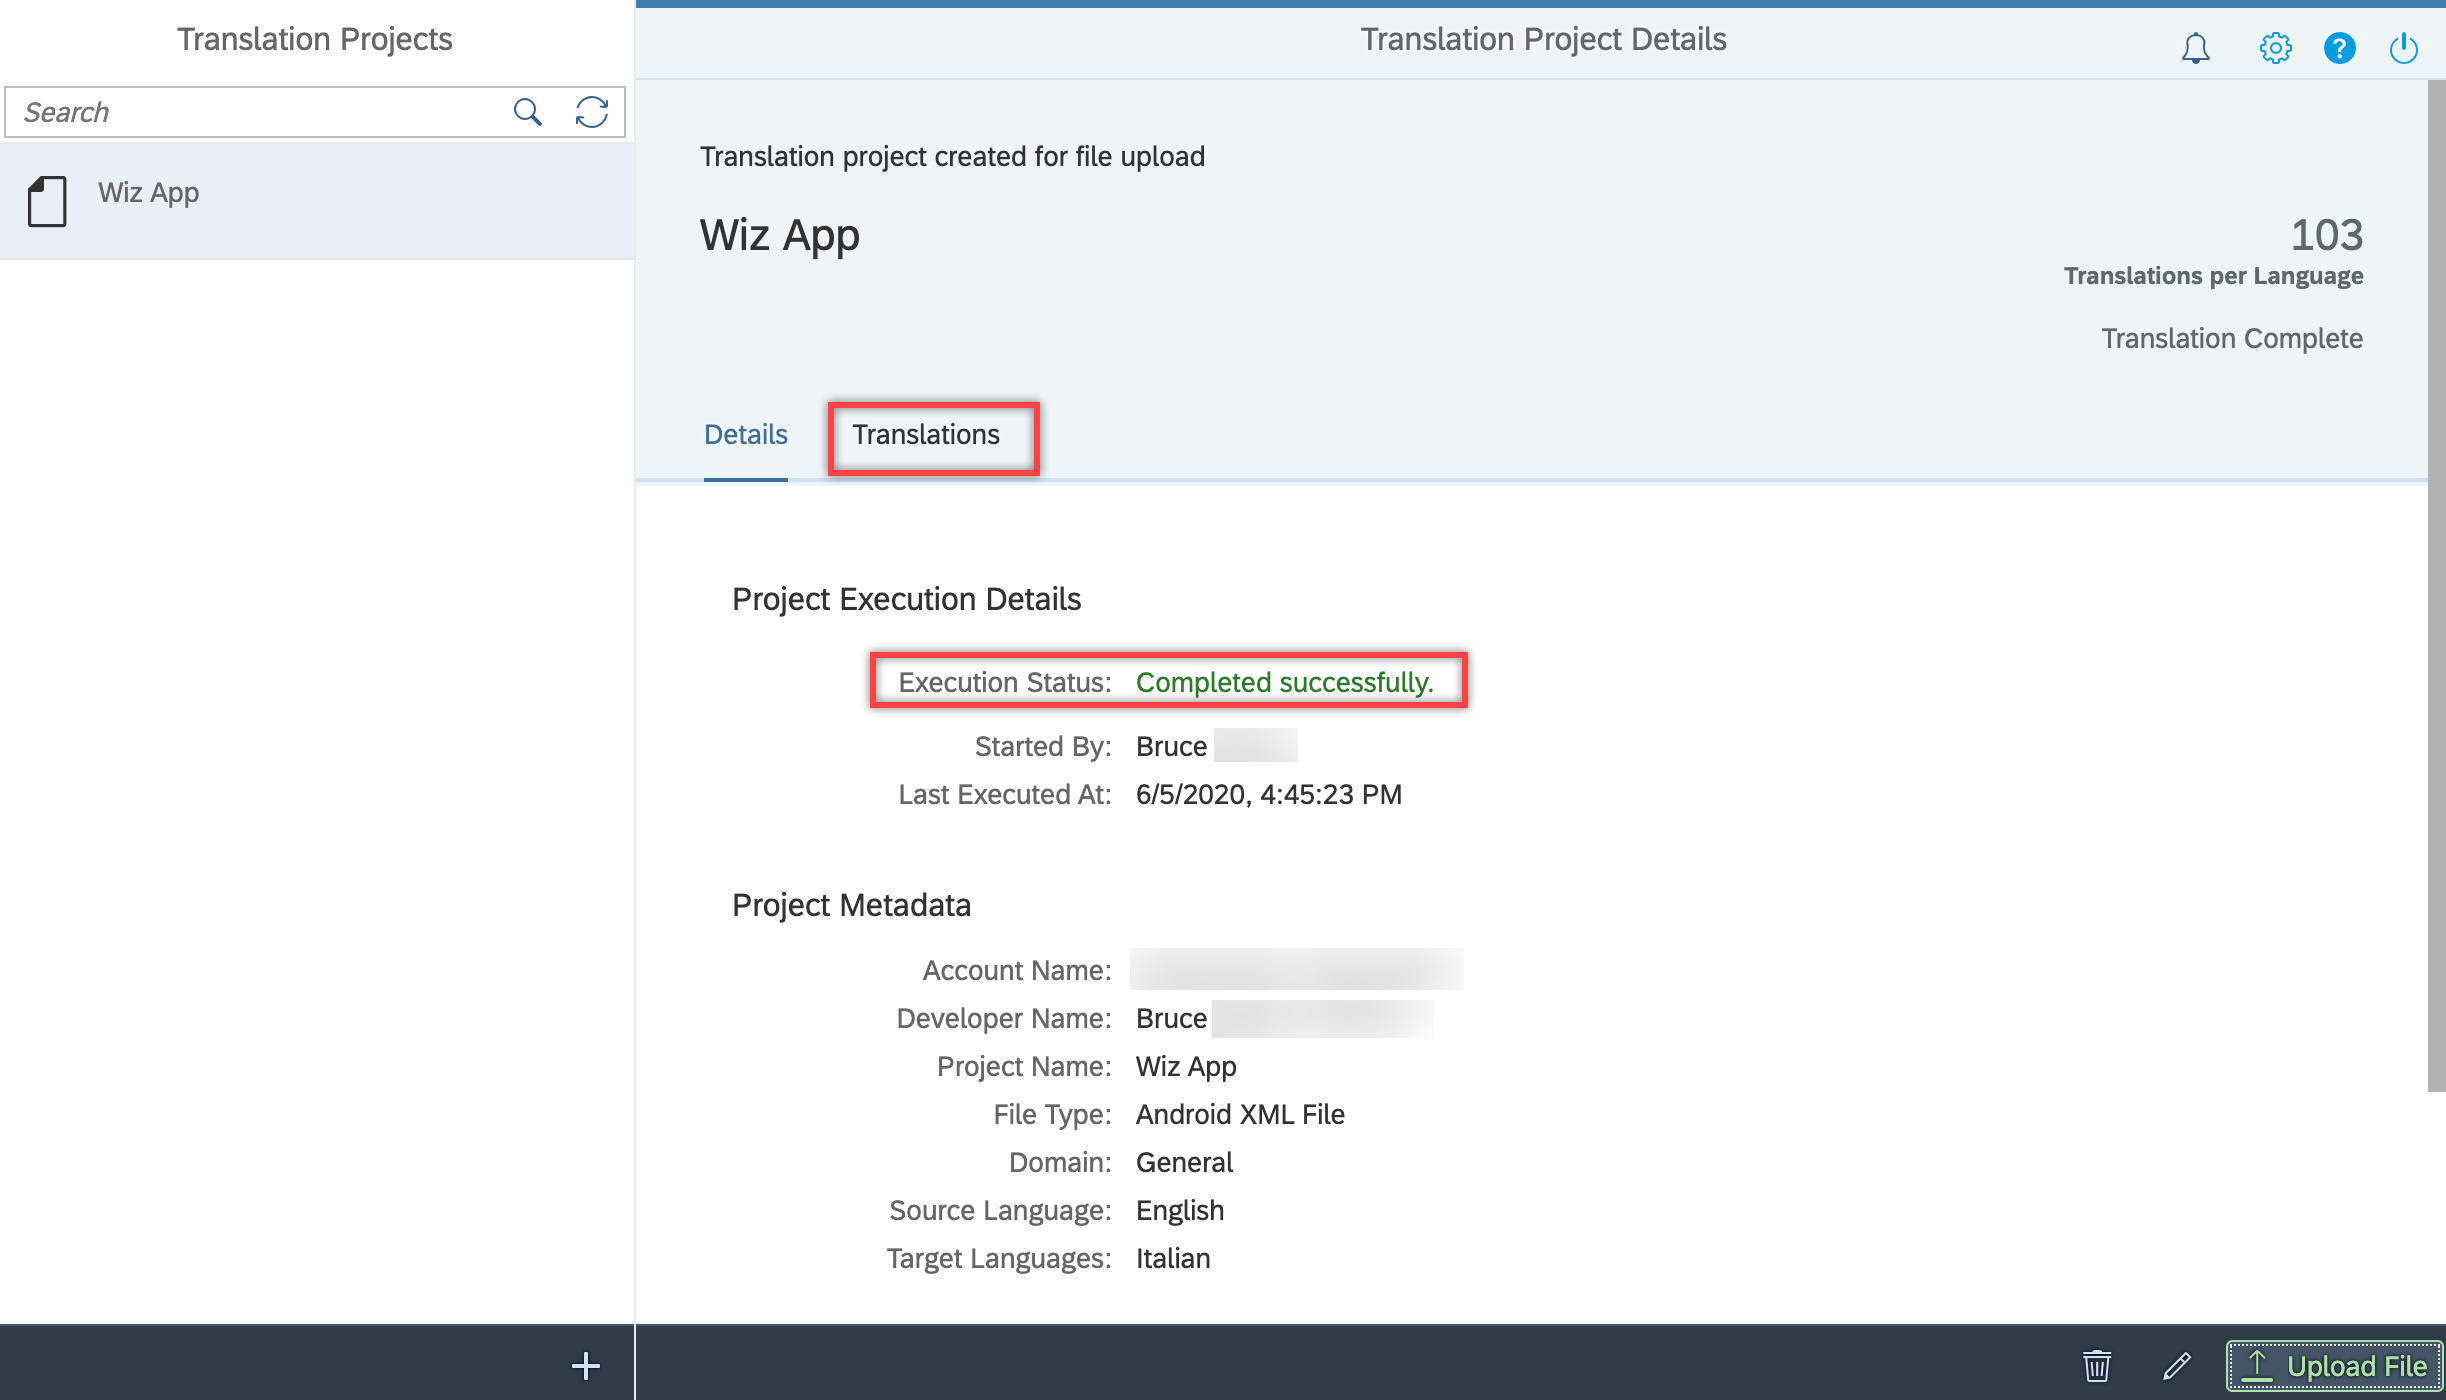 Translation Projects
Search
Wiz App
Translation Project Details
?
Translation project created for file upload
Wiz App
103
Translations per Language
Translation Complete
Details
Translations
Project Execution Details
Execution Status: Completed successfully.
Started By: Bruce
Last Executed At: 6/5/2020, 4:45:23 PM
Project Metadata
Account Name:
Developer Name: Bruce
Project Name: Wiz App
File Type: Android XML File
Domain: General
Source Language: English
Target Languages: Italian
Upload File